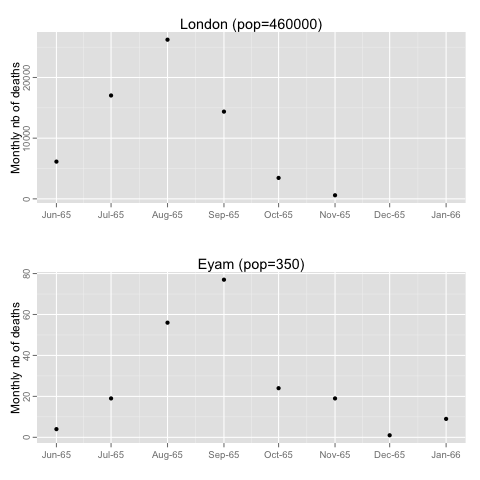 London (pop=460000)
Monthly nb of deaths
20000
10000
0
Jun-65 Jul-65 Aug-65 Sep-65 Oct-65 Nov-65 Dec-65 Jan-66
Eyam (pop=350)
Monthly nb of deaths
80
60
40
20
0
Jun-65 Jul-65 Aug-65 Sep-65 Oct-65 Nov-65 Dec-65 Jan-66